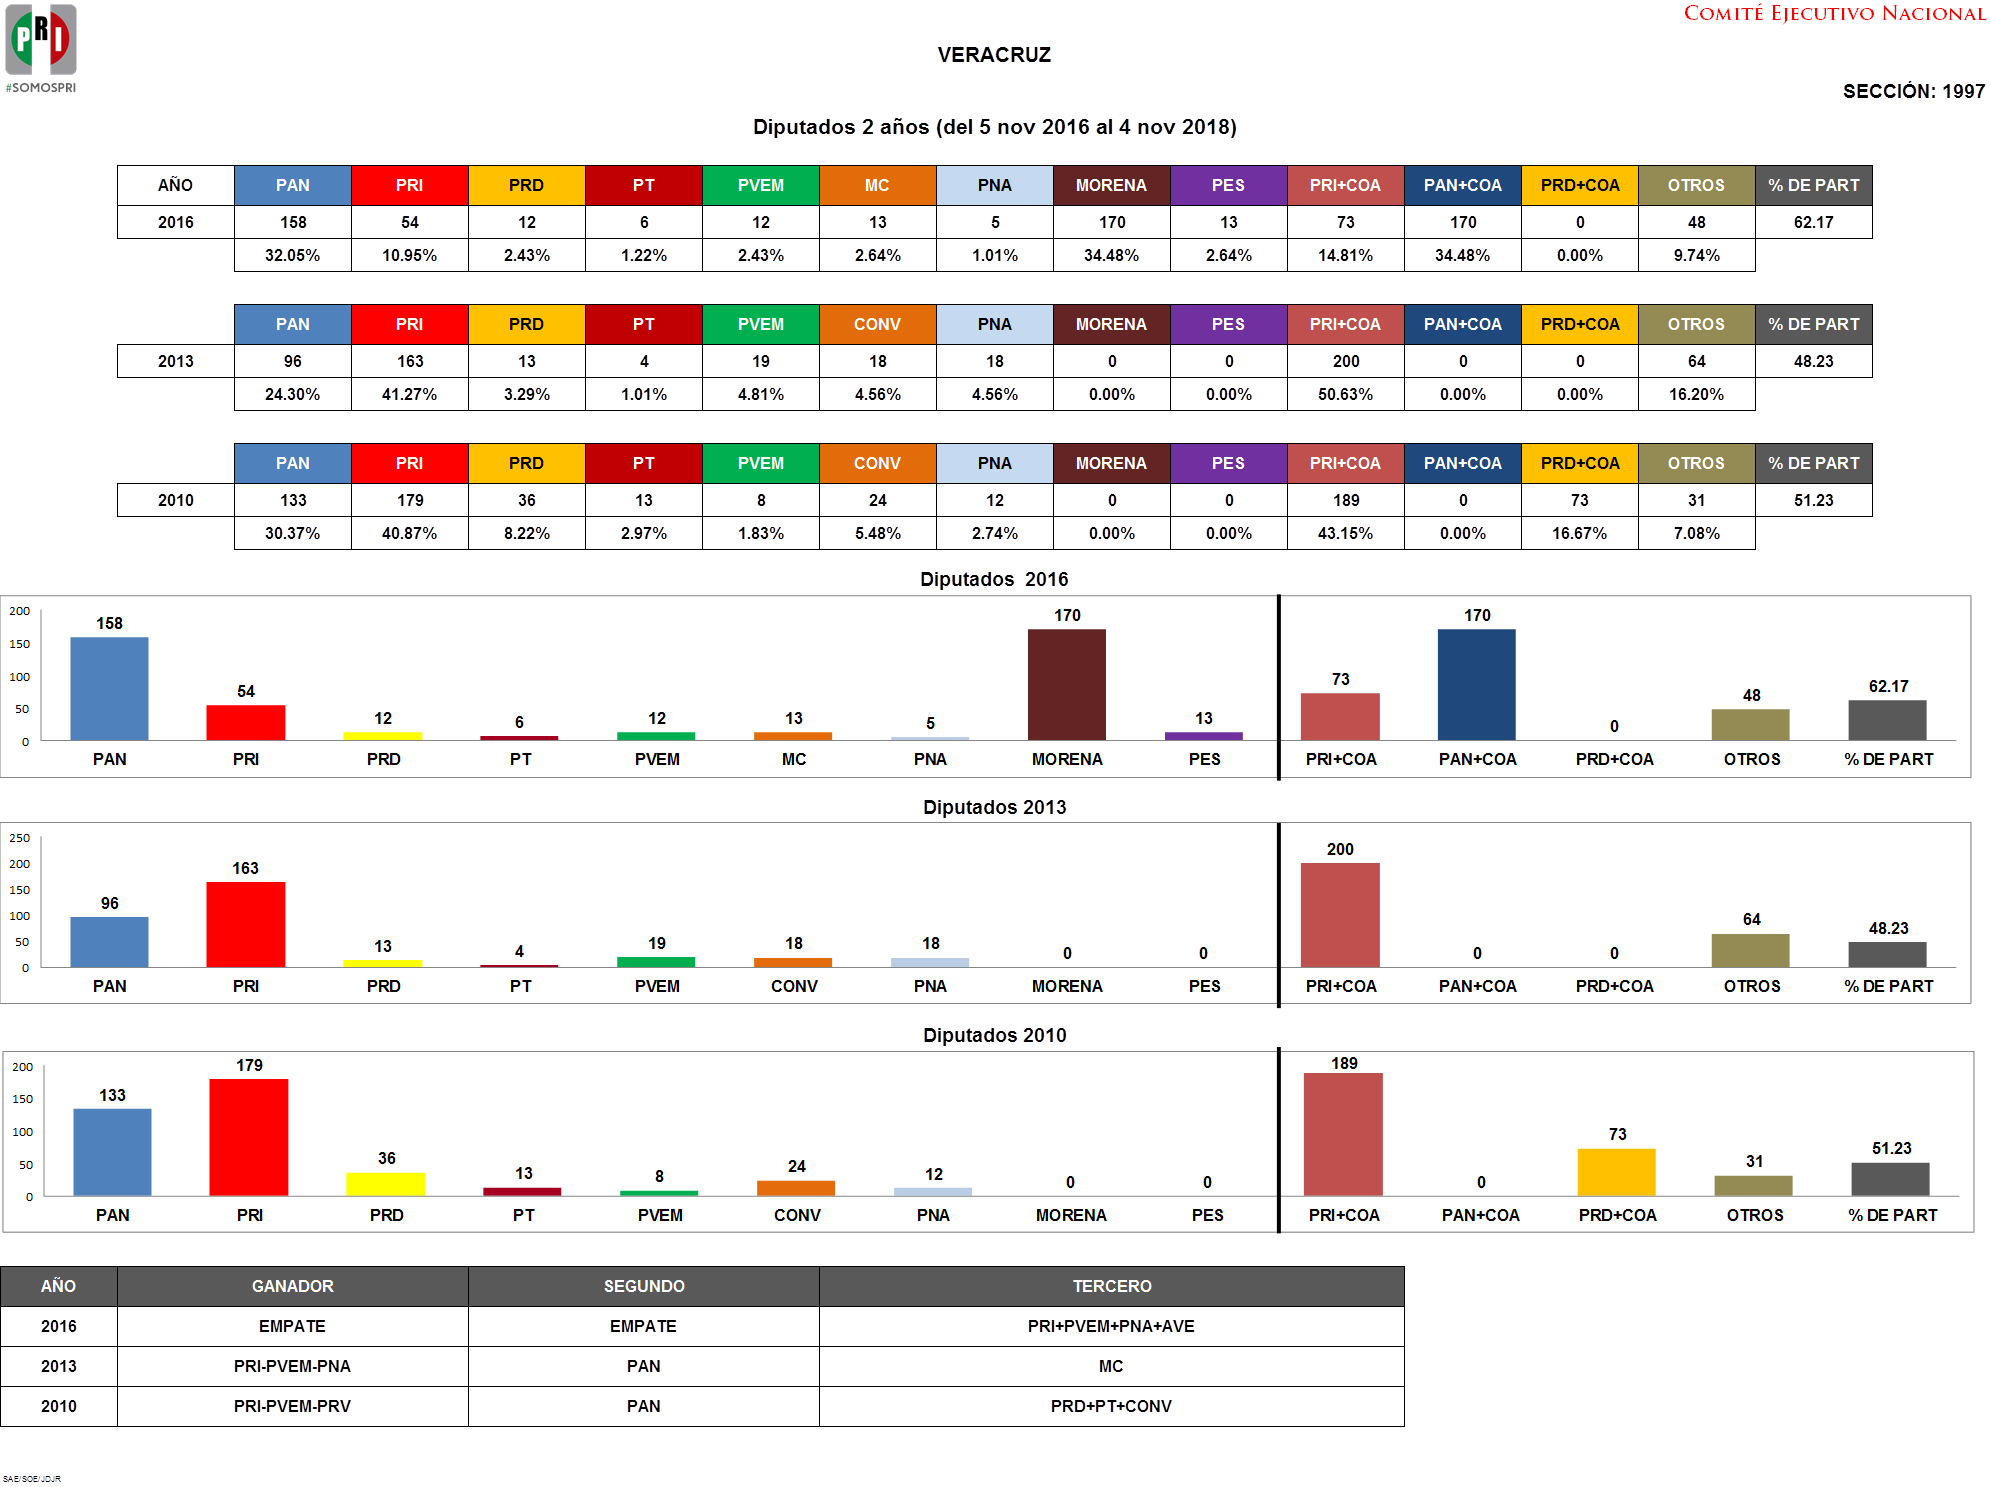 COMITÉ EJECUTIVO NACIONAL
PRI
#SOMOSPRI
VERACRUZ
SECCIÓN: 1997
Diputados 2 años (del 5 nov 2016 al 4 nov 2018)
AÑO PAN PRI PRD PT PVEM MC PNA MORENA PES PRI+COA PAN+COA PRD+COA OTROS % DE PART
2016 158 54 12 6 12 13 5 170 13 73 170 0 48 62.17
32.05% 10.95% 2.43% 1.22% 2.43% 2.64% 1.01% 34.48% 2.64% 14.81% 34.48% 0.00% 9.74%
PAN PRI PRD PT PVEM CONV PNA MORENA PES PRI+COA PAN+COA PRD+COA OTROS % DE PART
2013 96 163 13 4 19 18 18 0 0 200 0 0 64 48.23
24.30% 41.27% 3.29% 1.01% 4.81% 4.56% 4.56% 0.00% 0.00% 50.63% 0.00% 0.00% 16.20%
PAN PRI PRD PT PVEM CONV PNA MORENA PES PRI+COA PAN+COA PRD+COA OTROS % DE PART
2010 133 179 36 13 8 24 12 0 0 189 0 73 31 51.23
30.37% 40.87% 8.22% 2.97% 1.83% 5.48% 2.74% 0.00% 0.00% 43.15% 0.00% 16.67% 7.08%
Diputados 2016
200
150
100
50
0
158 54 12 6 12 13 5 170 13 73 170 0 48 62.17
PAN PRI PRD PT PVEM MC PNA MORENA PES PRI+COA PAN+COA PRD+COA OTROS % DE PART
Diputados 2013
250
200
150
100
50
0
96 163 13 4 19 18 18 0 0 200 0 0 64 48.23
PAN PRI PRD PT PVEM CONV PNA MORENA PES PRI+COA PAN+COA PRD+COA OTROS % DE PART
Diputados 2010
200
150
100
50
0
133 179 36 13 8 24 12 0 0 189 0 73 31 51.23
PAN PRI PRD PT PVEM CONV PNA MORENA PES PRI+COA PAN+COA PRD+COA OTROS % DE PART
AÑO GANADOR SEGUNDO TERCERO
2016 EMPATE EMPATE PRI+PVEM+PNA+AVE
2013 PRI-PVEM-PNA PAN MC
2010 PRI-PVEM-PRV PAN PRD+PT+CONV
SAE/SOE/JDJR